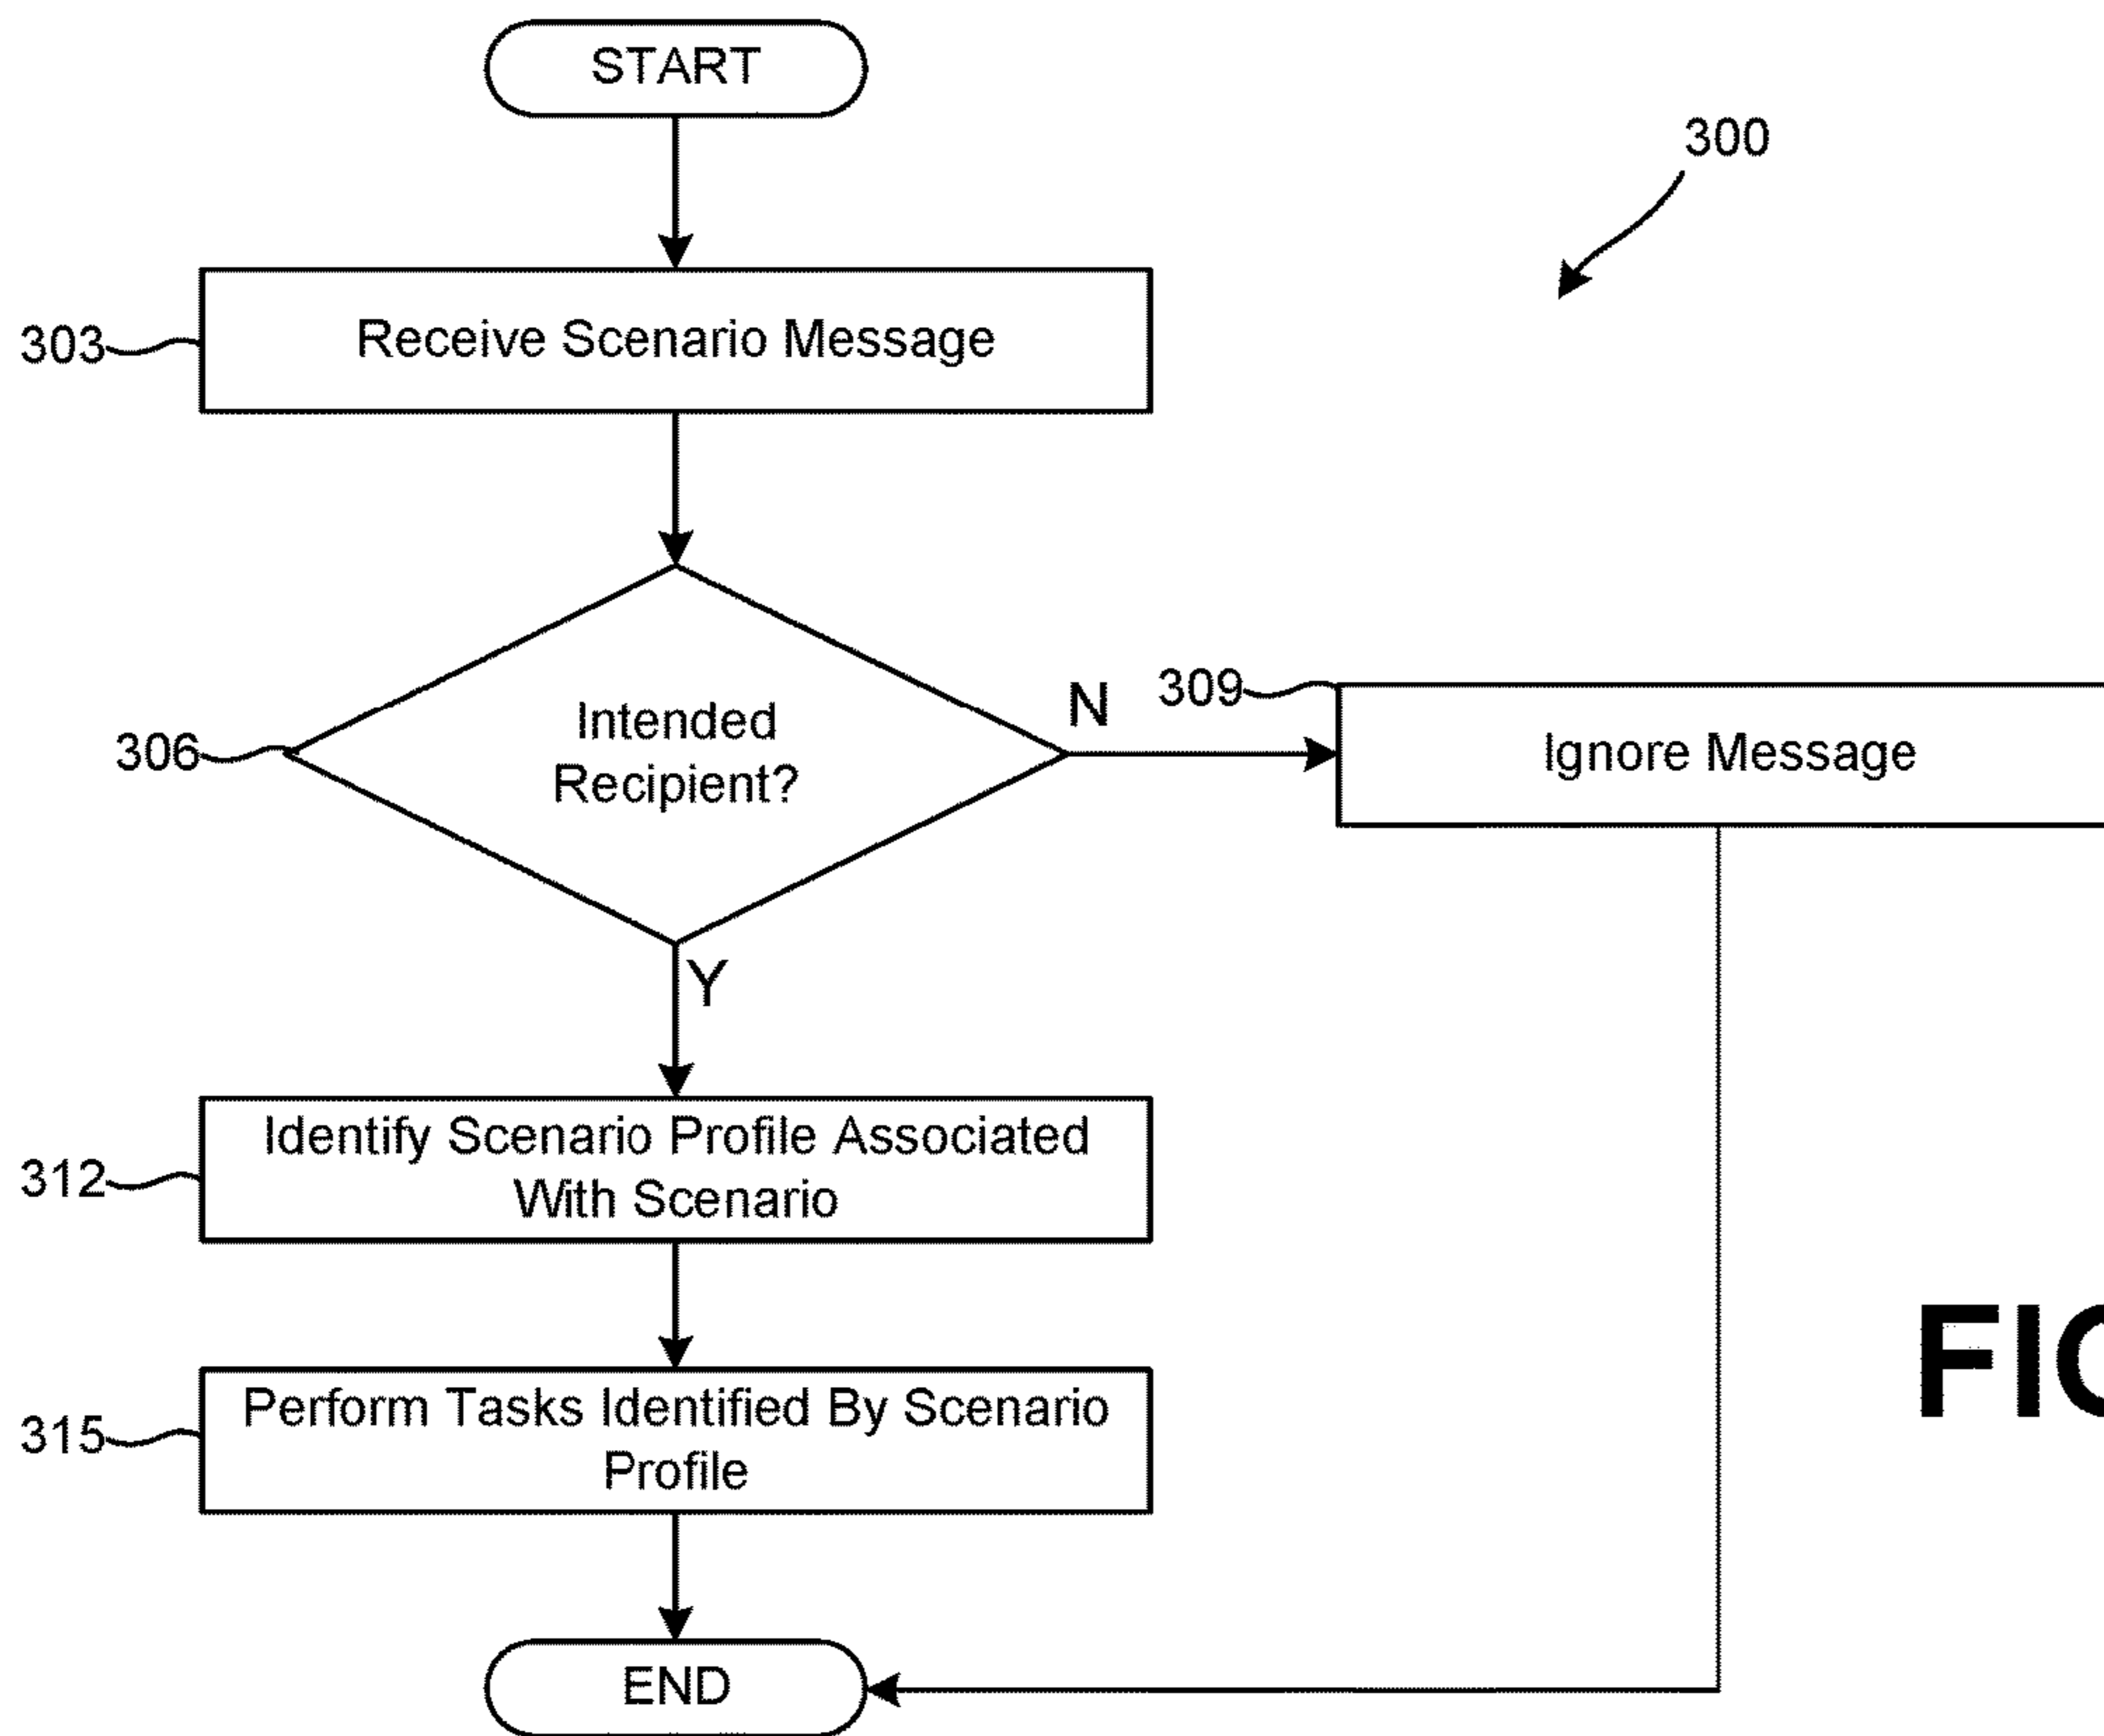 START
300
303
Receive Scenario Message
306
Intended
Recipient?
N
309
Ignore Message
Y
312
Identify Scenario Profile Associated
With Scenario
315
Perform Tasks Identified By Scenario
Profile
END